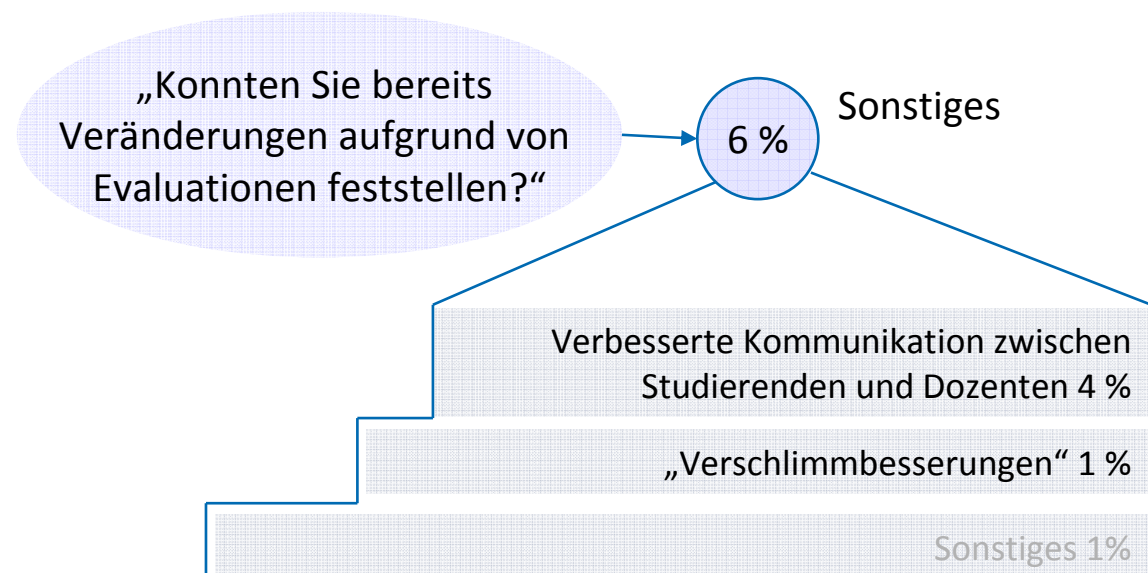 „Konnten Sie bereits
Veränderungen aufgrund von
Evaluationen feststellen?“
6 %
Sonstiges
Verbesserte Kommunikation zwischen
Studierenden und Dozenten 4 %
„Verschlimmbesserungen“ 1 %
Sonstiges 1%